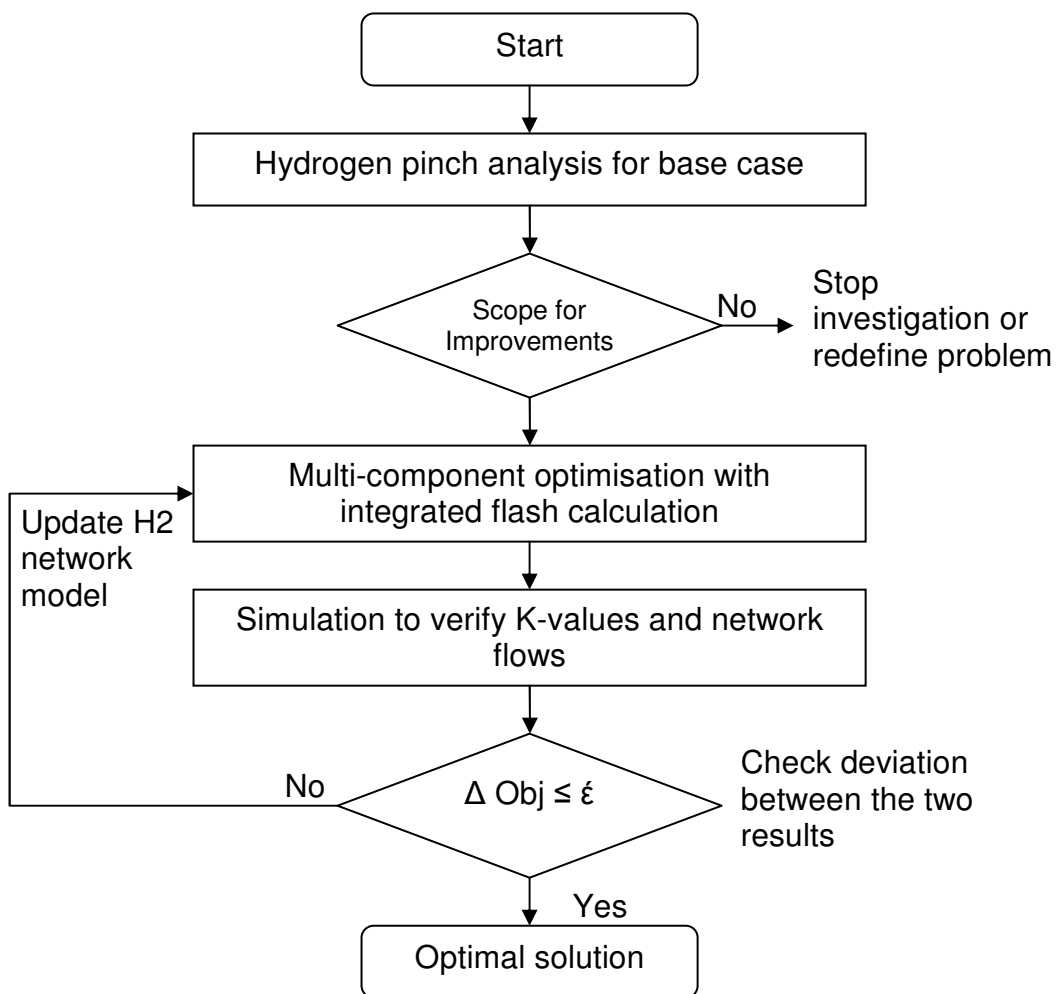 Start
Hydrogen pinch analysis for base case
Scope for
Improvements
No
Stop
investigation or
redefine problem
Multi-component optimisation with
integrated flash calculation
Update H2
network
model
Simulation to verify K-values and network
flows
No
Δ Obj ≤ έ
Check deviation
between the two
results
Yes
Optimal solution